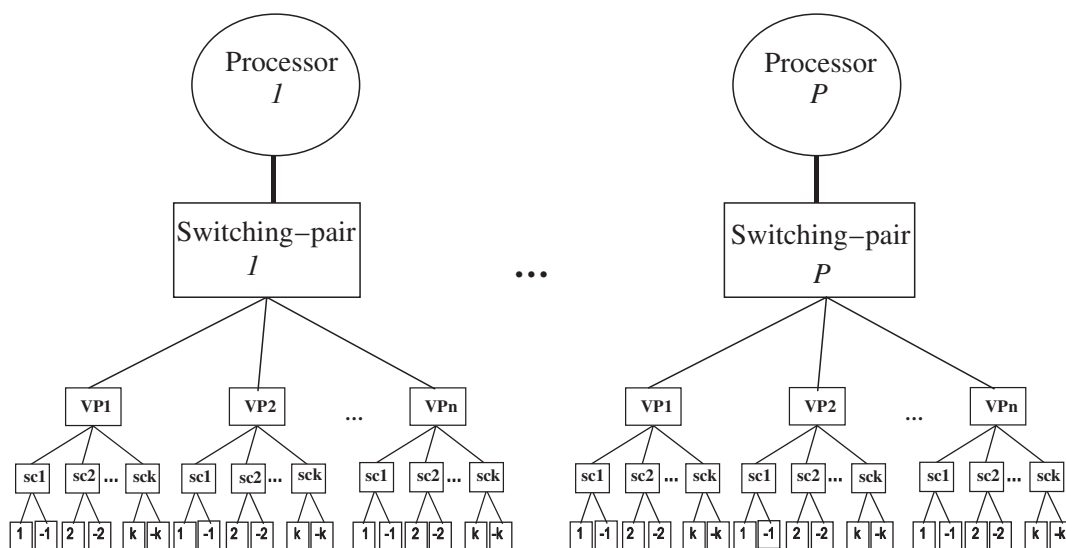 Processor
1
Processor
P
Switching–pair
1
...
Switching–pair
P
VP1 VP2 ... VPn VP1 VP2 ... VPn
sc1 sc2 ... sck sc1 sc2 ... sck sc1 sc2 ... sck sc1 sc2 ... sck sc1 sc2 ... sck sc1 sc2 ... sck
1 -1 2 -2 k -k 1 -1 2 -2 k -k 1 -1 2 -2 k -k 1 -1 2 -2 k -k 1 -1 2 -2 k -k 1 -1 2 -2 k -k